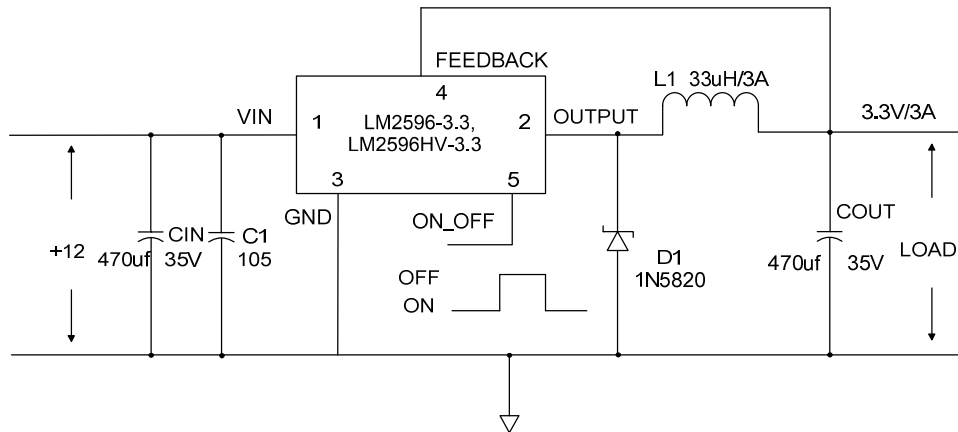 FEEDBACK
L1 33uH/3A
4
VIN
1
LM2596-3.3,
LM2596HV-3.3
2
OUTPUT
3.3V/3A
3
5
GND
ON_OFF
+12
CIN
470uf 35V
C1
105
OFF
ON
D1
1N5820
COUT
470uf 35V
LOAD